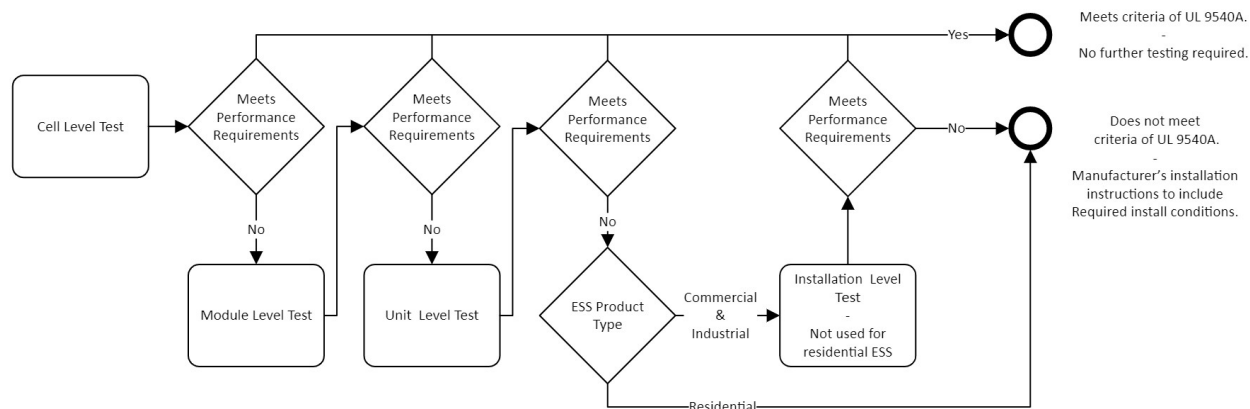 Cell Level Test
Meets
Performance
Requirements
No
Module Level Test
Meets
Performance
Requirements
No
Unit Level Test
Meets
Performance
Requirements
No
ESS Product
Type
Commercial
&
Industrial
Residential
Installation Level
Test
-
Not used for
residential ESS
Meets
Performance
Requirements
Yes
No
Meets criteria of UL 9540A.
-
No further testing required.
Does not meet
criteria of UL 9540A.
-
Manufacturer's installation
instructions to include
Required install conditions.